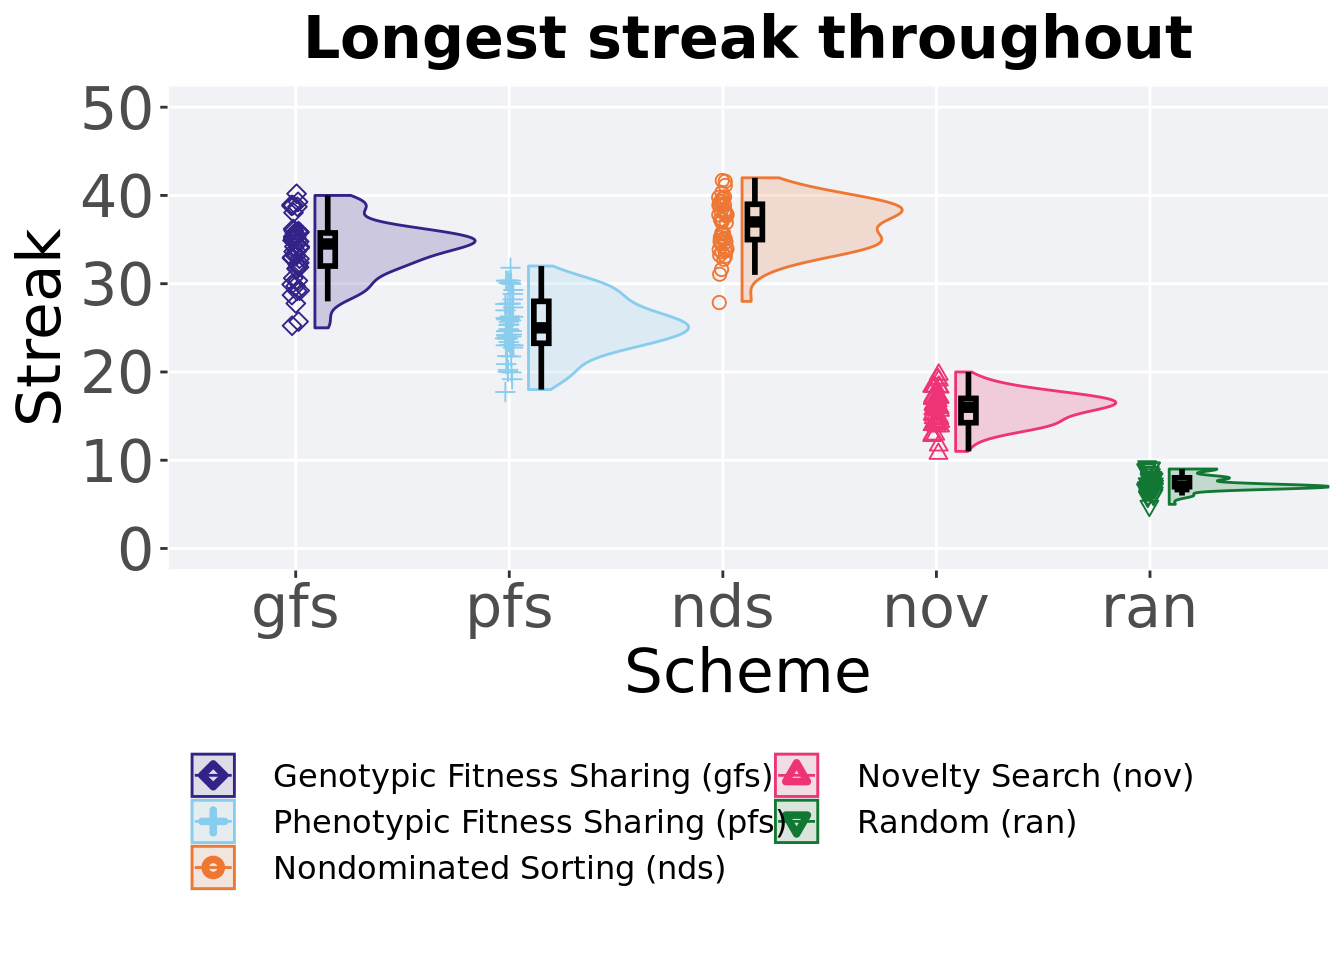 Longest streak throughout
50
40
30
20
10
0
Streak
gfs pfs nds nov ran
Scheme
Genotypic Fitness Sharing (gfs) Novelty Search (nov)
Phenotypic Fitness Sharing (pfs) Random (ran)
Nondominated Sorting (nds)